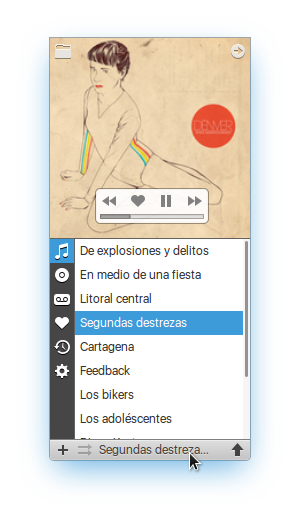 DENVER
De explosiones y delitos
En medio de una fiesta
Litoral central
Segundas destrezas
Cartagena
Feedback
Los bikers
Los adoléscentes
Segundas destreza...